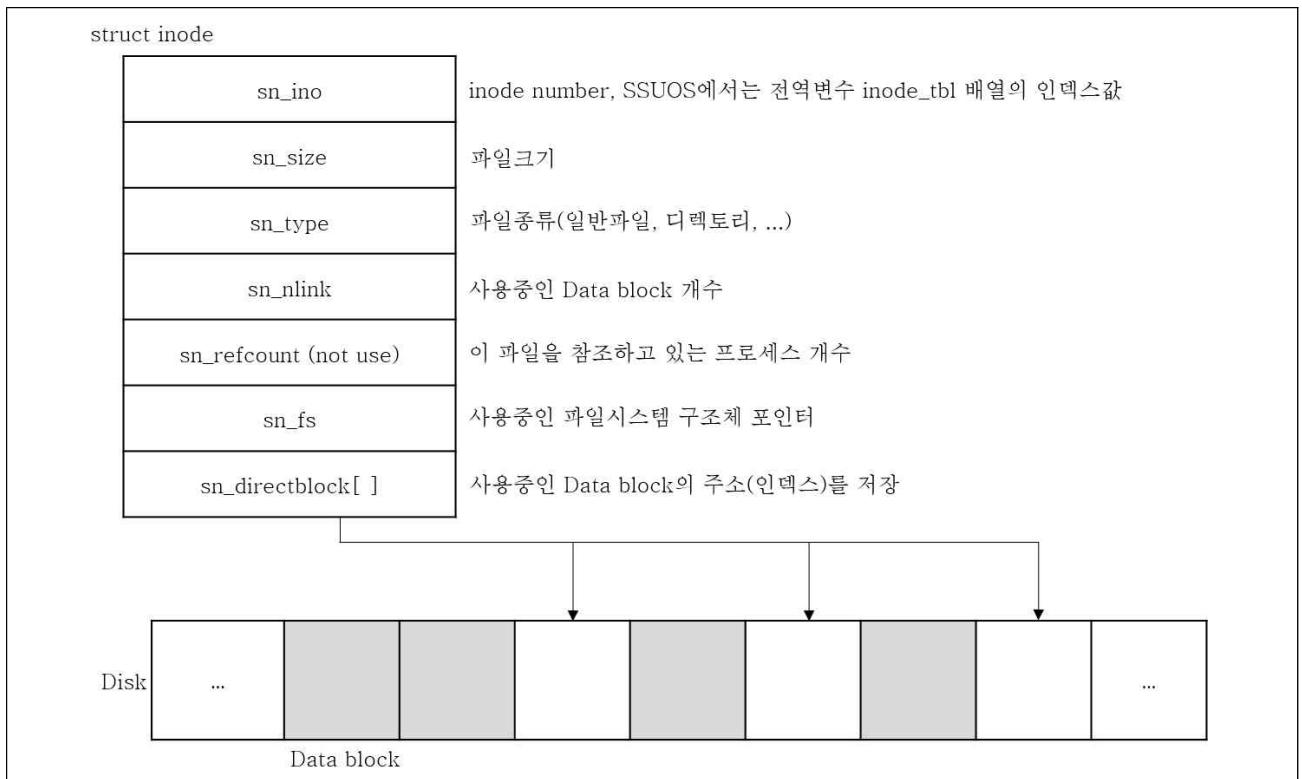 struct inode
sn_ino
inode number, SSUOS에서는 전역변수 inode_tbl 배열의 인덱스값
sn_size
파일크기
sn_type
파일종류(일반파일, 디렉토리, ...)
sn_nlink
사용중인 Data block 개수
sn_refcount (not use)
이 파일을 참조하고 있는 프로세스 개수
sn_fs
사용중인 파일시스템 구조체 포인터
sn_directblock[ ]
사용중인 Data block의 주소(인덱스)를 저장
Disk
...
...
Data block